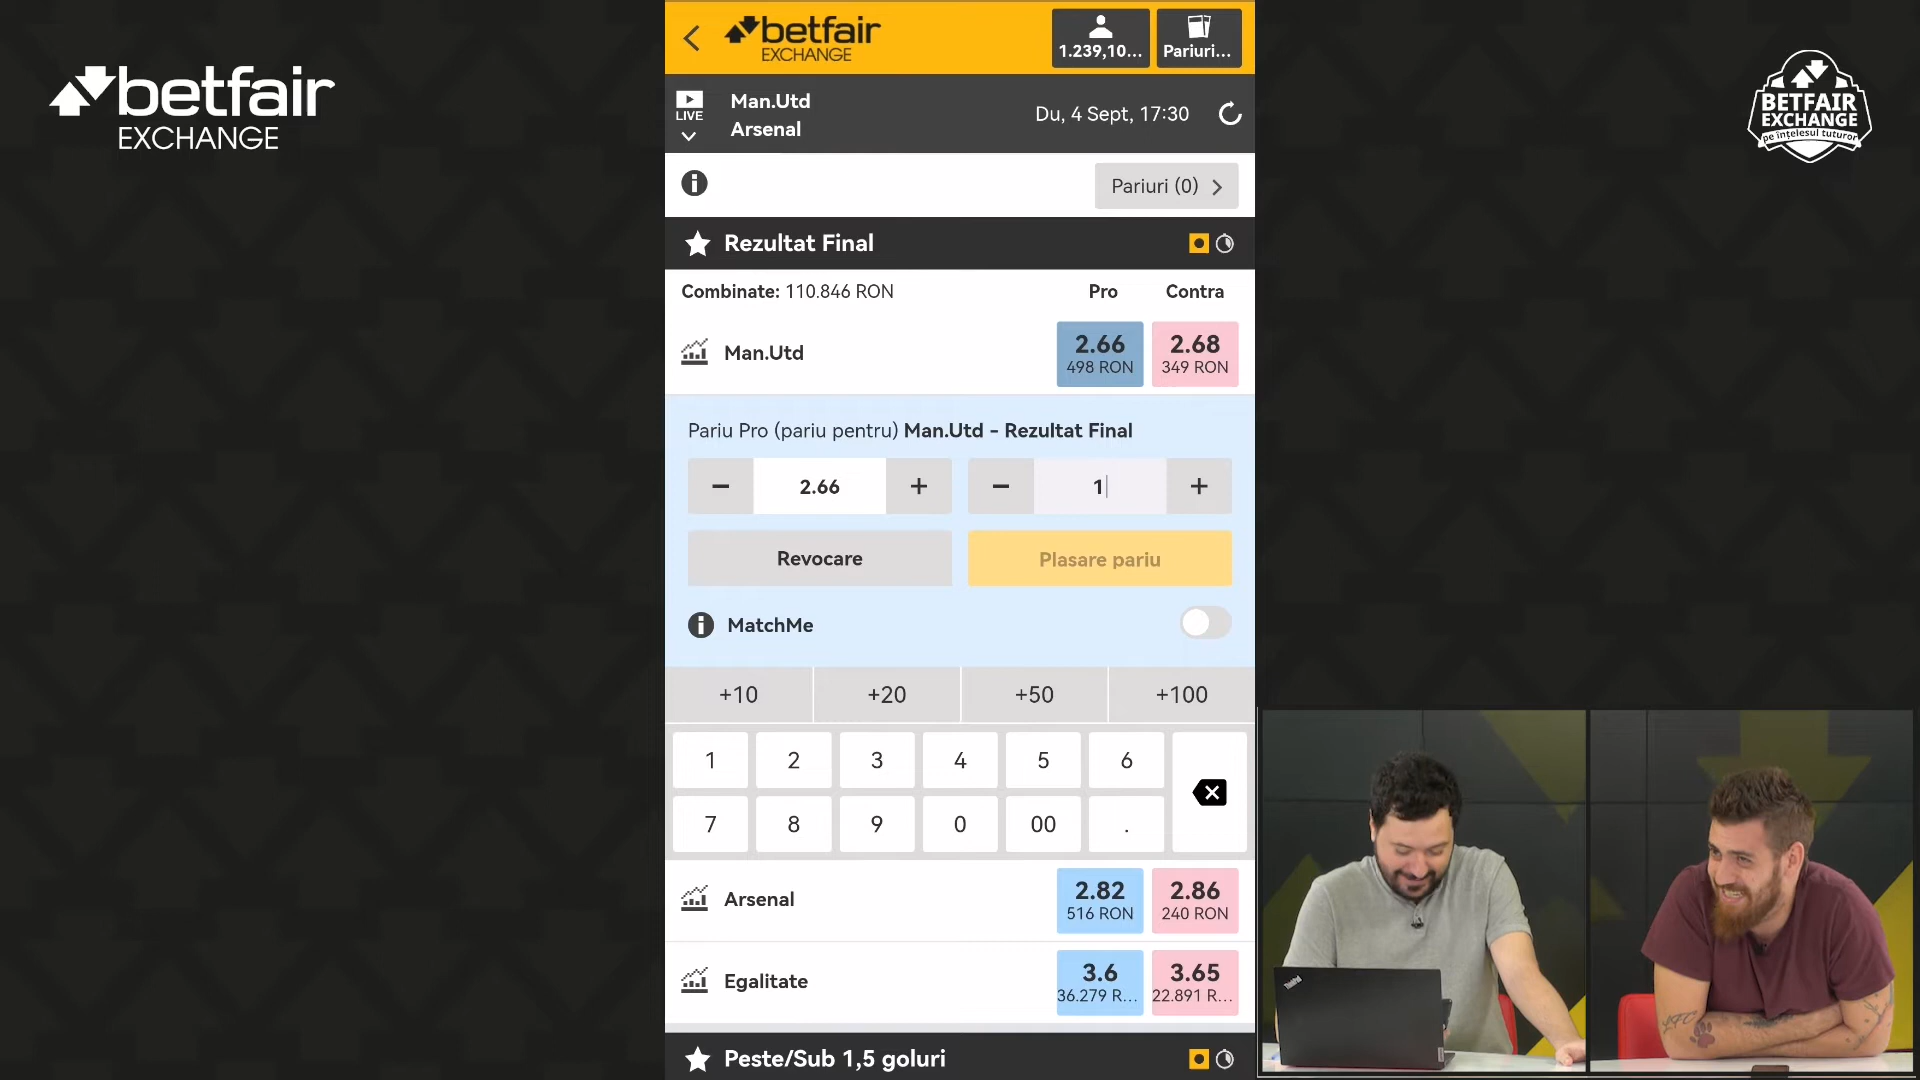 betfair
EXCHANGE
betfair
EXCHANGE
1.239,10...
Pariuri...
BETFAIR
EXCHANGE
pe înțelesul tuturor
LIVE
Man.Utd
Arsenal
Du, 4 Sept, 17:30
Pariuri (0)
Rezultat Final
Combinate: 110.846 RON
Pro
Contra
Man.Utd
2.66
498 RON
2.68
349 RON
Pariu Pro (pariu pentru) Man.Utd - Rezultat Final
− 2.66 +
− 1 +
Revocare
Plasare pariu
MatchMe
+10 +20 +50 +100
1 2 3 4 5 6
7 8 9 0 00 .
Arsenal
2.82
516 RON
2.86
240 RON
Egalitate
3.6
36.279 R...
3.65
22.891 R...
Peste/Sub 1,5 goluri